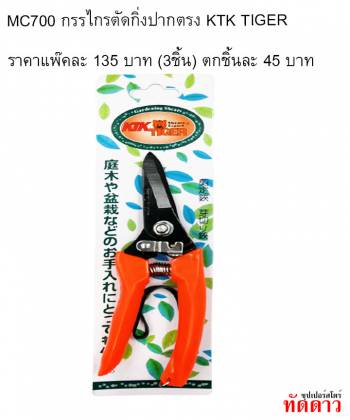 MC700 กรรไกรตัดกิ่งปากตรง KTK TIGER
ราคาแพ๊คละ 135 บาท (3ชิ้น) ตกชิ้นละ 45 บาท
Gardening Shears
KTK TIGER
庭木や盆栽などのお手入れにとって
ซุปเปอร์สโตร์
ทัดดาว